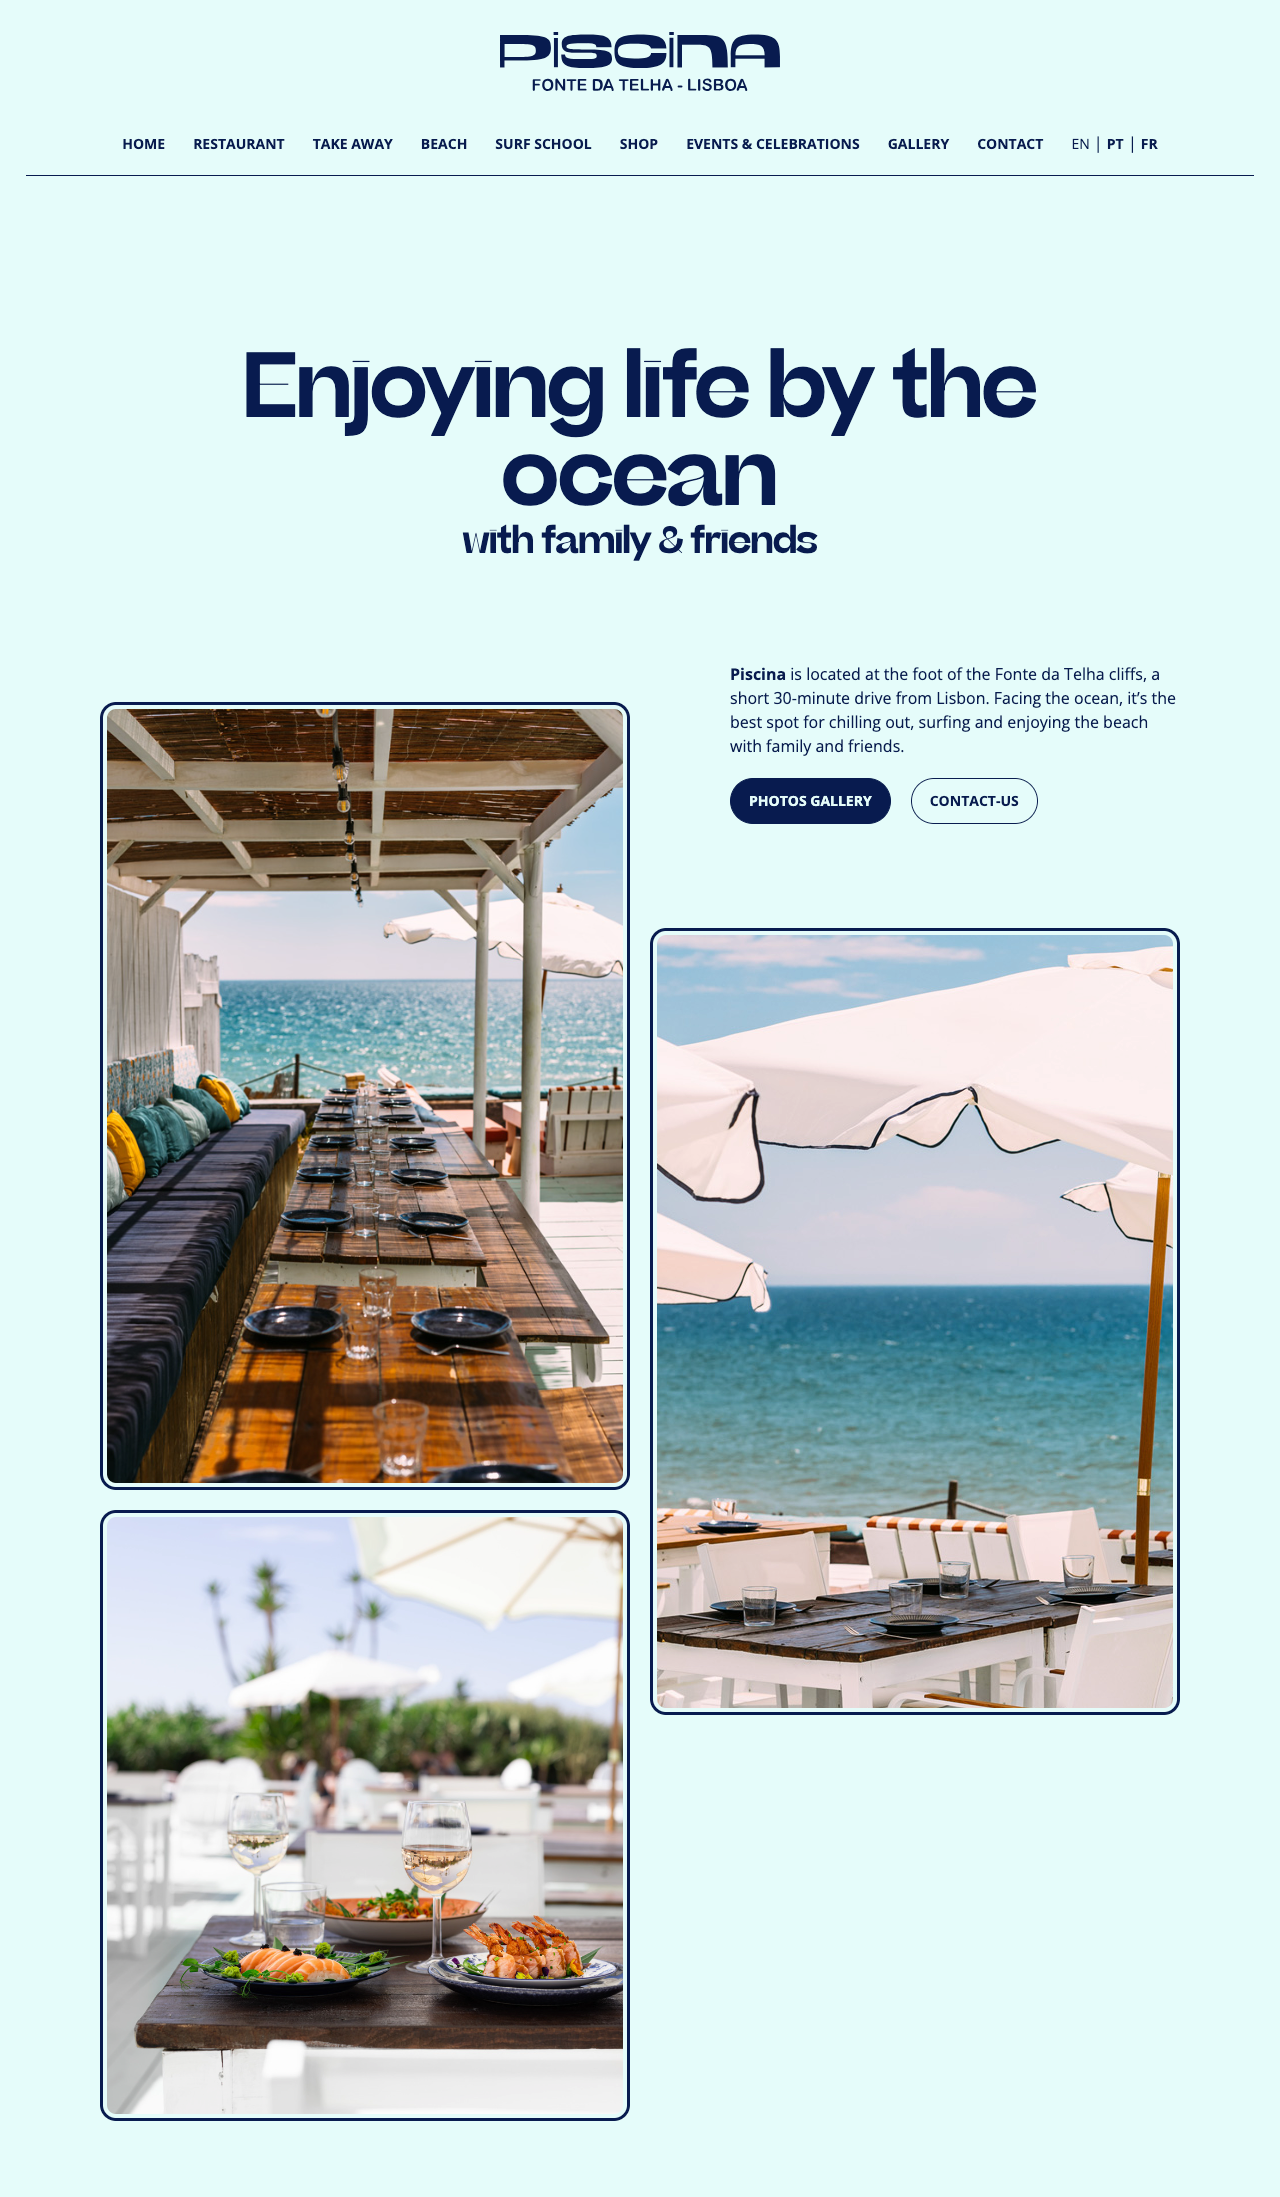 PISCINA
FONTE DA TELHA - LISBOA
HOME RESTAURANT TAKE AWAY BEACH SURF SCHOOL SHOP EVENTS & CELEBRATIONS GALLERY CONTACT EN | PT | FR
Enjoying life by the
ocean
with family & friends
Piscina is located at the foot of the Fonte da Telha cliffs, a
short 30-minute drive from Lisbon. Facing the ocean, it’s the
best spot for chilling out, surfing and enjoying the beach
with family and friends.
PHOTOS GALLERY CONTACT-US